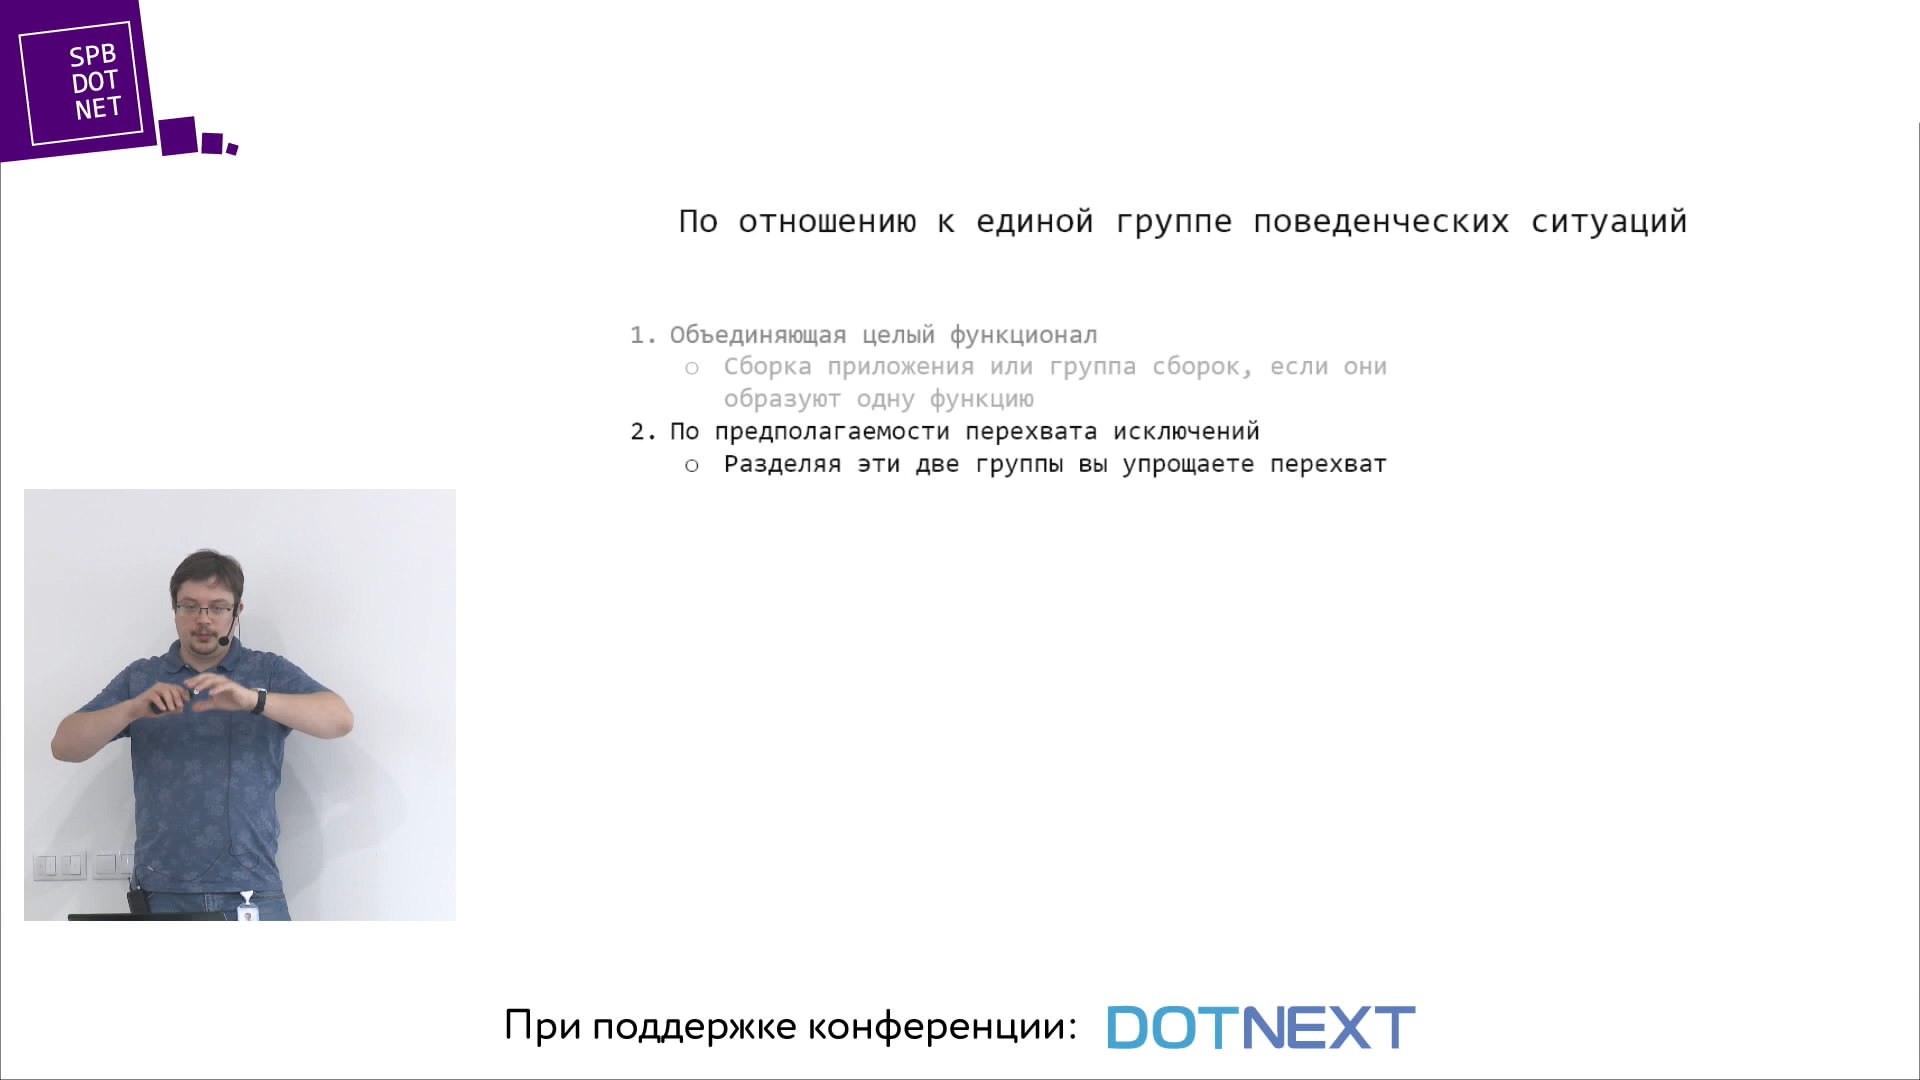 SPB
DOT
NET
По отношению к единой группе поведенческих ситуаций
1. Объединяющая целый функционал
○ Сборка приложения или группа сборок, если они
образуют одну функцию
2. По предполагаемости перехвата исключений
○ Разделяя эти две группы вы упрощаете перехват
При поддержке конференции: DOTNEXT